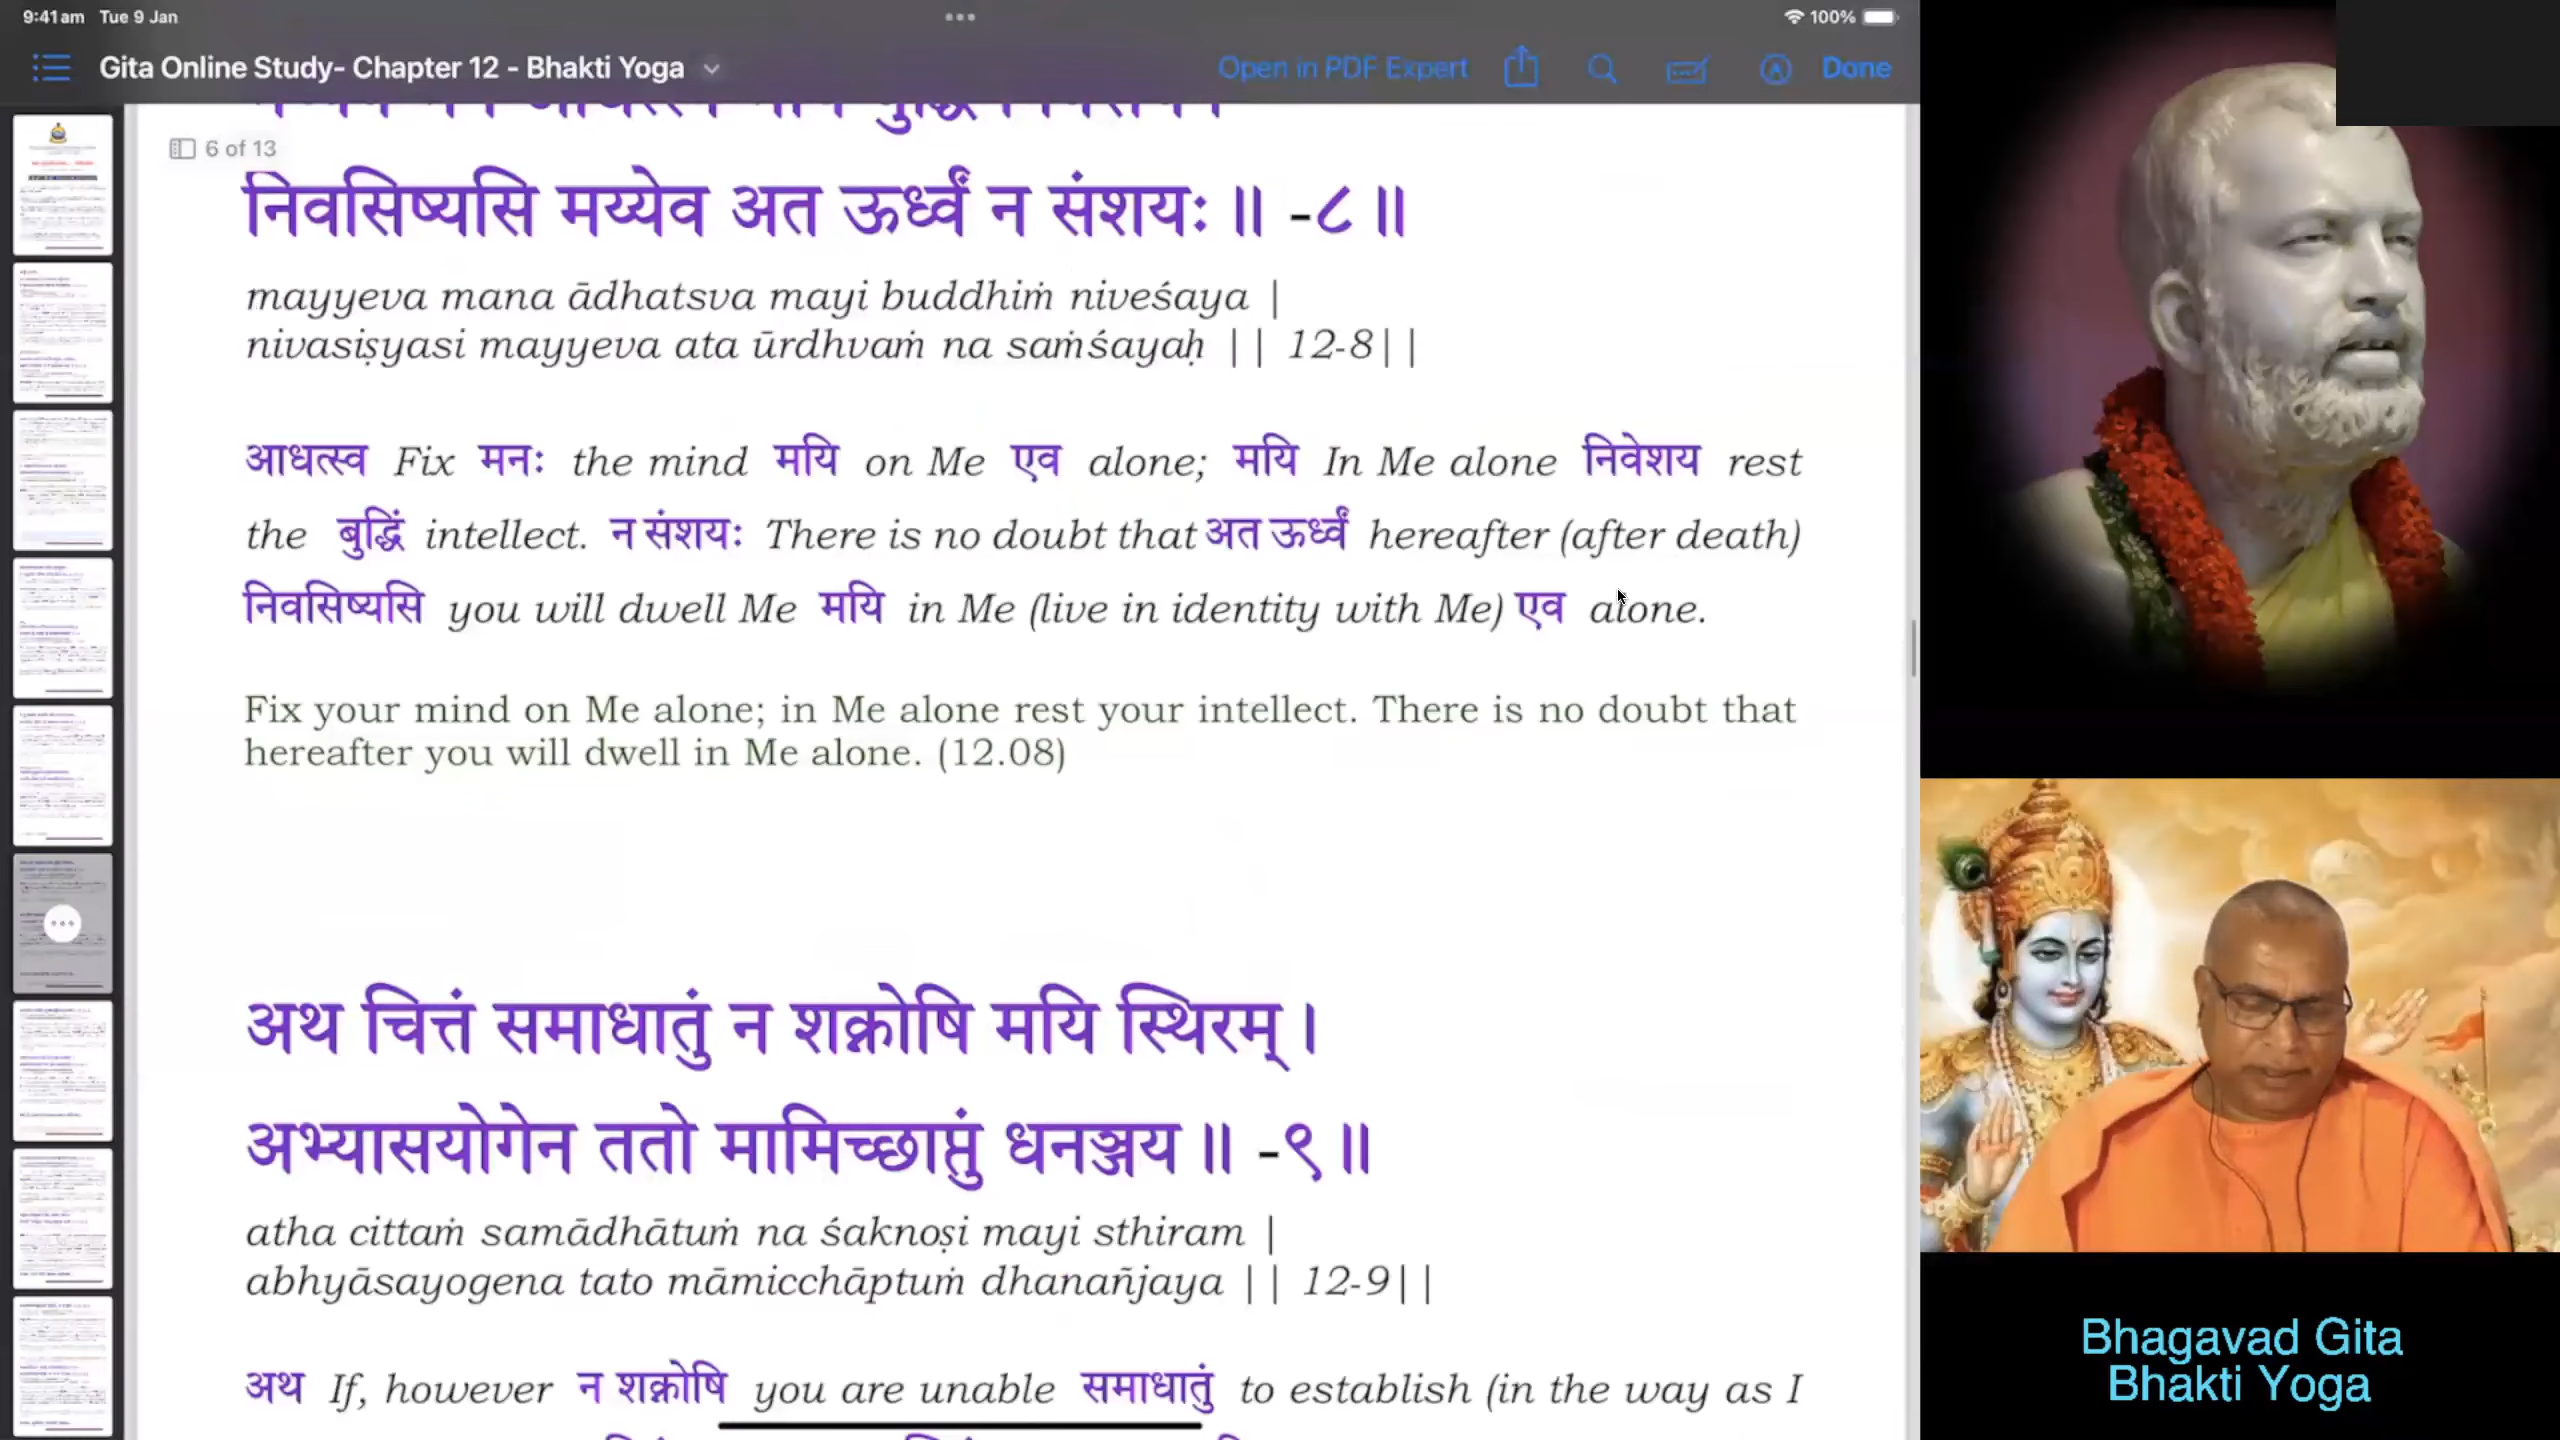 9:41am Tue 9 Jan
100%
Gita Online Study- Chapter 12 - Bhakti Yoga
Open in PDF Expert
Done
6 of 13
निवसिष्यसि मय्येव अत ऊर्ध्वं न संशयः ॥ -८ ॥
mayyeva mana ādhatsva mayi buddhiṁ niveśaya |
nivasiṣyasi mayyeva ata ūrdhvaṁ na saṁśayaḥ || 12-8||
आधत्स्व Fix मनः the mind मयि on Me एव alone; मयि In Me alone निवेशय rest
the बुद्धिं intellect. न संशयः There is no doubt that अत ऊर्ध्वं hereafter (after death)
निवसिष्यसि you will dwell Me मयि in Me (live in identity with Me) एव alone.
Fix your mind on Me alone; in Me alone rest your intellect. There is no doubt that
hereafter you will dwell in Me alone. (12.08)
अथ चित्तं समाधातुं न शक्नोषि मयि स्थिरम् ।
अभ्यासयोगेन ततो मामिच्छाप्तुं धनञ्जय ॥ -९ ॥
atha cittaṁ samādhātuṁ na śaknoṣi mayi sthiram |
abhyāsayogena tato māmicchāptuṁ dhanañjaya || 12-9||
अथ If, however न शक्नोषि you are unable समाधातुं to establish (in the way as I
Bhagavad Gita
Bhakti Yoga